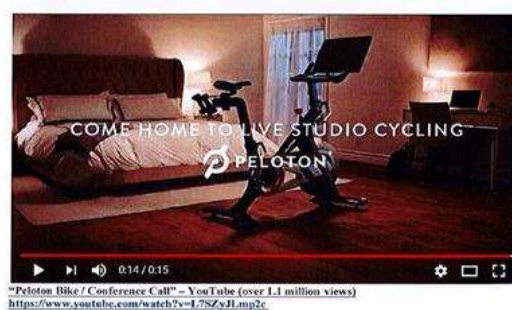 COME HOME TO LIVE STUDIO CYCLING
PELOTON
0:14 / 0:15
“Peloton Bike / Conference Call” – YouTube (over 1.1 million views)
https://www.youtube.com/watch?v=L7SZyJLmp2c